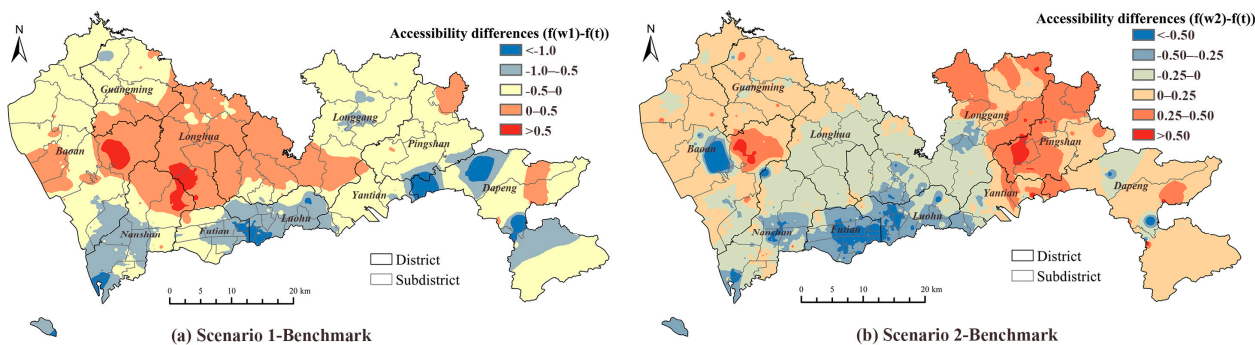 N
Accessibility differences (f(w1)-f(t))
<-1.0
-1.0–-0.5
-0.5–0
0–0.5
>0.5
Guangming
Longhua
Baoan
Longgang
Pingshan
Dapeng
Yantian
Luohu
Futian
Nanshan
District
Subdistrict
0 5 10 20 km
(a) Scenario 1-Benchmark
N
Accessibility differences (f(w2)-f(t))
<-0.50
-0.50–-0.25
-0.25–0
0–0.25
0.25–0.50
>0.50
Guangming
Longhua
Baoan
Longgang
Pingshan
Dapeng
Yantian
Luohu
Futian
Nanshan
District
Subdistrict
0 5 10 20 km
(b) Scenario 2-Benchmark